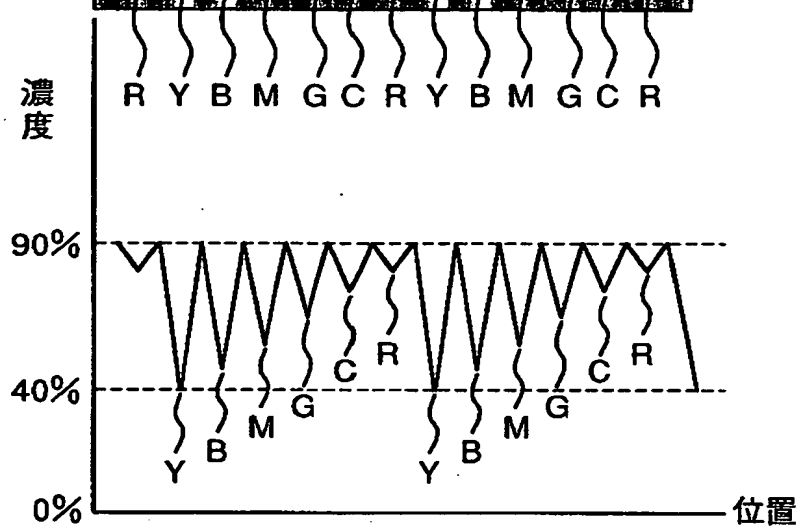 R Y B M G C R Y B M G C R
濃度
90%
R R
C C
40%
G G
M M
B B
Y Y
0%
位置